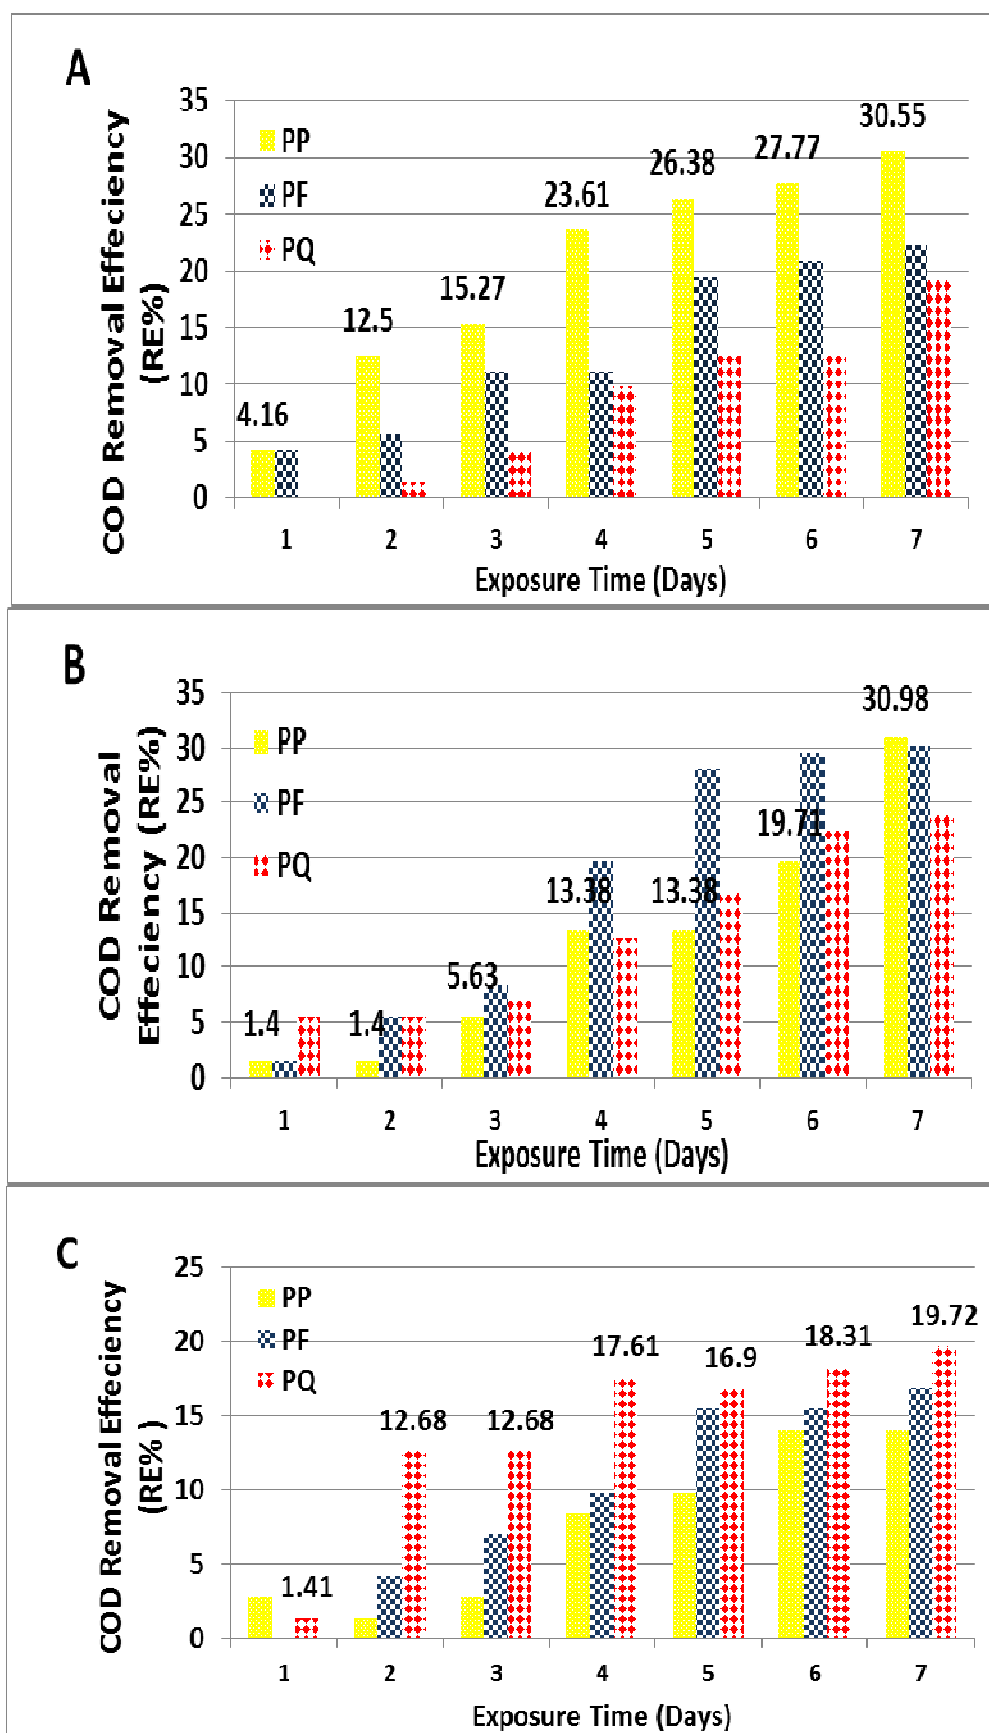 A
COD Removal Effeciency
(RE%)
35
30
25
20
15
10
5
0
PP
PF
PQ
4.16
12.5
15.27
23.61
26.38
27.77
30.55
1 2 3 4 5 6 7
Exposure Time (Days)
B
COD Removal
Effeciency (RE%)
35
30
25
20
15
10
5
0
PP
PF
PQ
1.4
1.4
5.63
13.38
13.38
19.71
30.98
1 2 3 4 5 6 7
Exposure Time (Days)
C
COD Removal Effeciency
(RE% )
25
20
15
10
5
0
PP
PF
PQ
1.41
12.68
12.68
17.61
16.9
18.31
19.72
1 2 3 4 5 6 7
Exposure Time (Days)